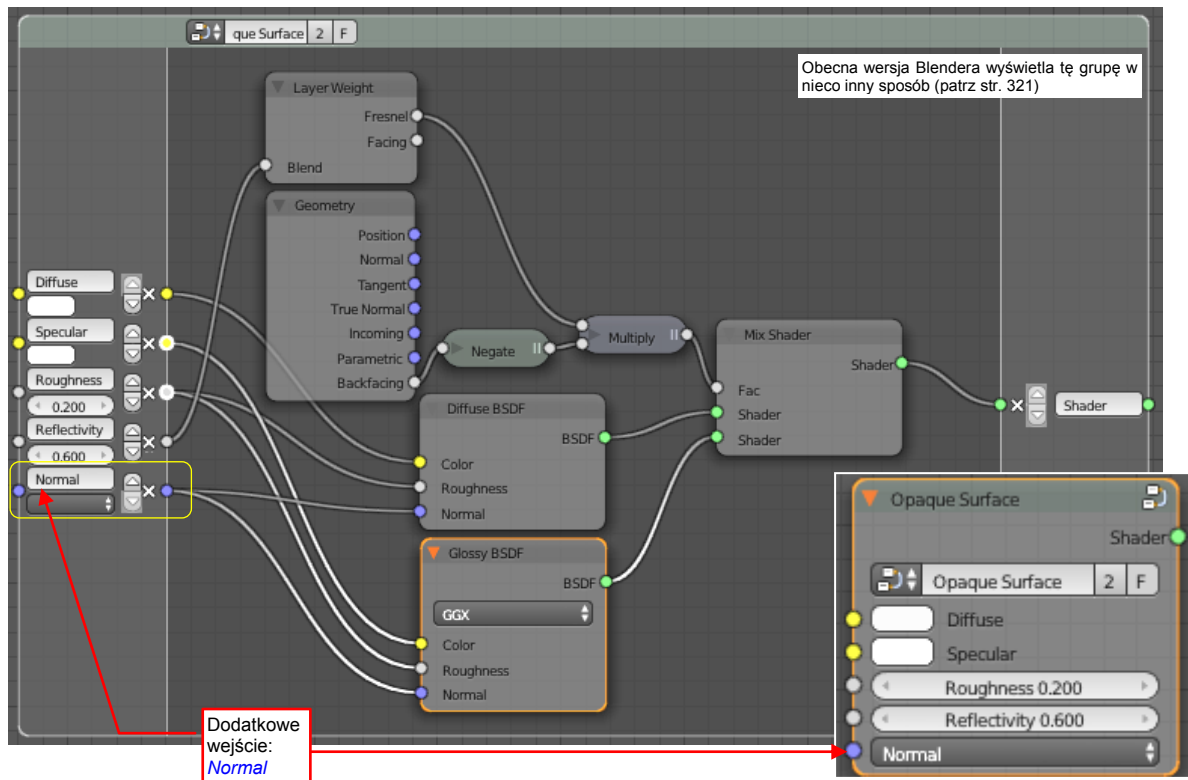 que Surface 2 F
Obecna wersja Blendera wyświetla tę grupę w
nieco inny sposób (patrz str. 321)
Layer Weight
Fresnel
Facing
Blend
Geometry
Position
Normal
Tangent
True Normal
Incoming
Parametric
Backfacing
Diffuse
Specular
Roughness
0.200
Reflectivity
0.600
Normal
Negate
Multiply
Mix Shader
Shader
Fac
Shader
Shader
Shader
Diffuse BSDF
BSDF
Color
Roughness
Normal
Glossy BSDF
BSDF
GGX
Color
Roughness
Normal
Opaque Surface
Shader
Opaque Surface 2 F
Diffuse
Specular
Roughness 0.200
Reflectivity 0.600
Normal
Dodatkowe
wejście:
Normal